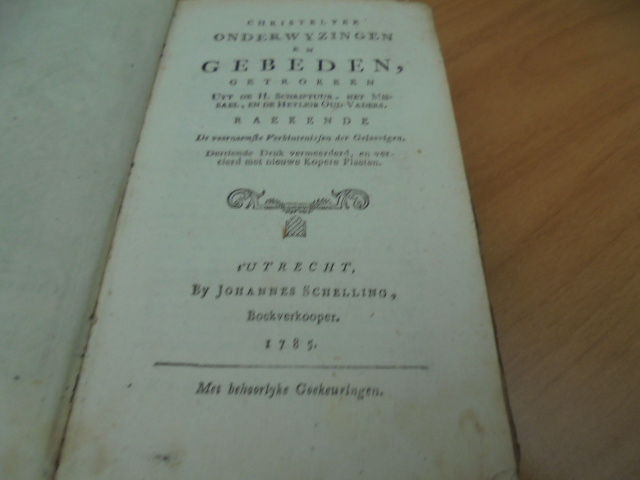 CHRISTELYKE
ONDERWYZINGEN
EN
GEBEDEN,
GETROKKEN
UYT DE H. SCHRIFTUUR, HET MIS-
SAEL, EN DE HEYLIGE OUD-VADERS.
RAEKENDE
De voornaemste Verbintenissen der Geloovigen.
Dertiende Druk vermeerderd, en ver-
sierd met nieuwe Kopere Plaeten.
t'UTRECHT,
By JOHANNES SCHELLING,
Boekverkooper.
1785.
Met behoorlyke Goekeuringen.